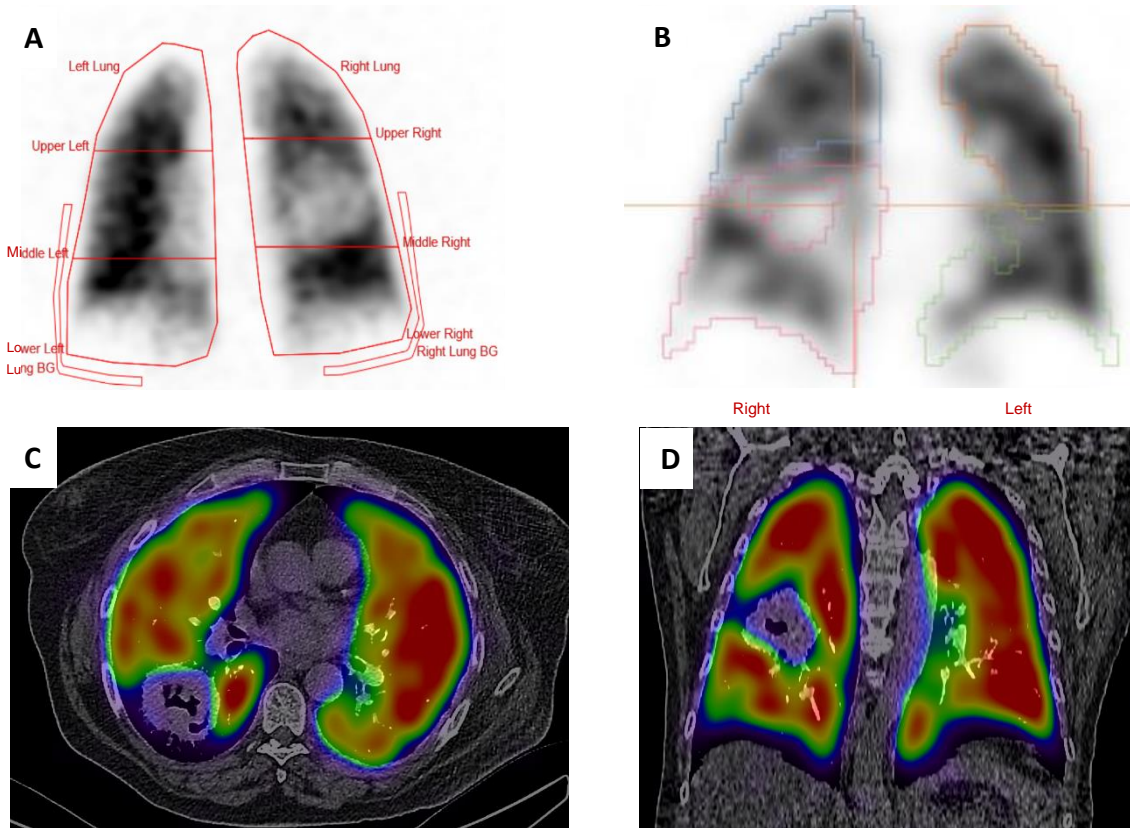 A
Left Lung
Right Lung
Upper Left
Upper Right
Middle Left
Middle Right
Lower Left
Lung BG
Lower Right
Right Lung BG
B
Right
Left
C
D